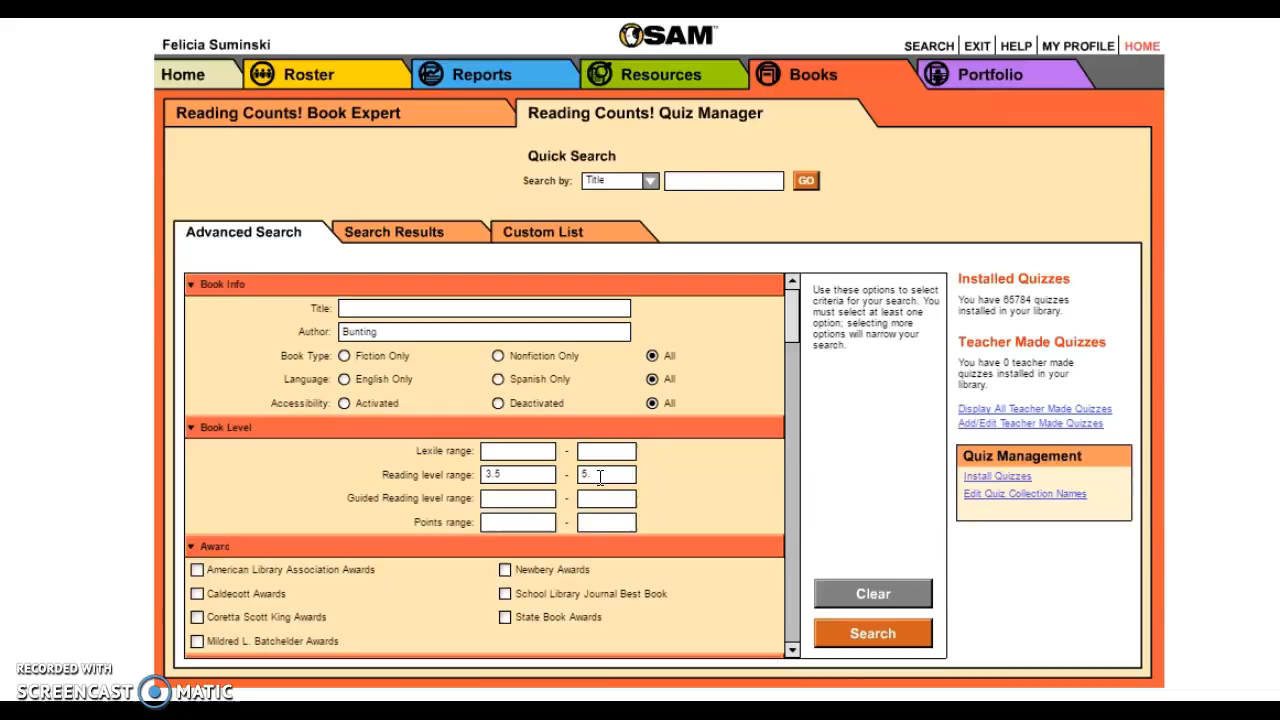 Felicia Suminski
SAM™
SEARCH EXIT HELP MY PROFILE HOME
Home Roster Reports Resources Books Portfolio
Reading Counts! Book Expert Reading Counts! Quiz Manager
Quick Search
Search by: Title GO
Advanced Search Search Results Custom List
Book Info
Title:
Author: Bunting
Book Type: Fiction Only Nonfiction Only All
Language: English Only Spanish Only All
Accessibility: Activated Deactivated All
Book Level
Lexile range: -
Reading level range: 3.5 - 5.
Guided Reading level range: -
Points range: -
Award
American Library Association Awards Newbery Awards
Caldecott Awards School Library Journal Best Book
Coretta Scott King Awards State Book Awards
Mildred L. Batchelder Awards
Use these options to select
criteria for your search. You
must select at least one
option; selecting more
options will narrow your
search.
Clear
Search
Installed Quizzes
You have 65784 quizzes
installed in your library.
Teacher Made Quizzes
You have 0 teacher made
quizzes installed in your
library.
Display All Teacher Made Quizzes
Add/Edit Teacher Made Quizzes
Quiz Management
Install Quizzes
Edit Quiz Collection Names
RECORDED WITH
SCREENCAST MATIC